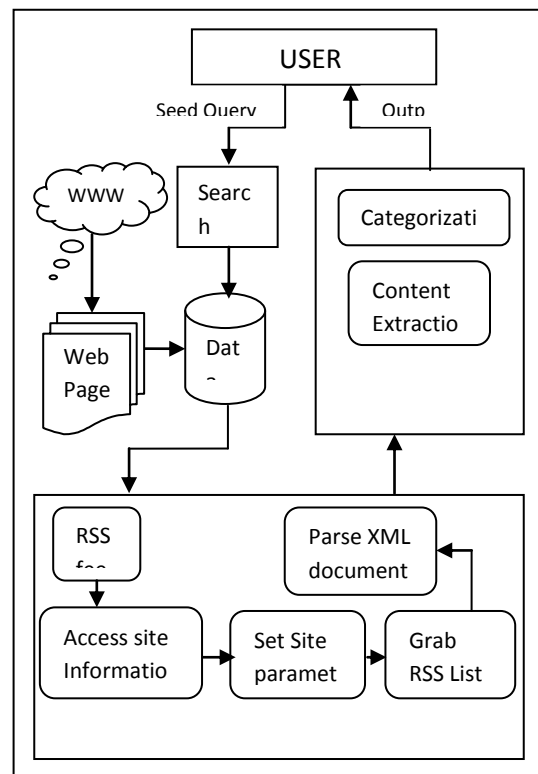 USER
Seed Query
Outp
WWW
Searc
h
Categorizati
Content
Extractio
Web
Page
Dat
RSS
Parse XML
document
Access site
Informatio
Set Site
paramet
Grab
RSS List